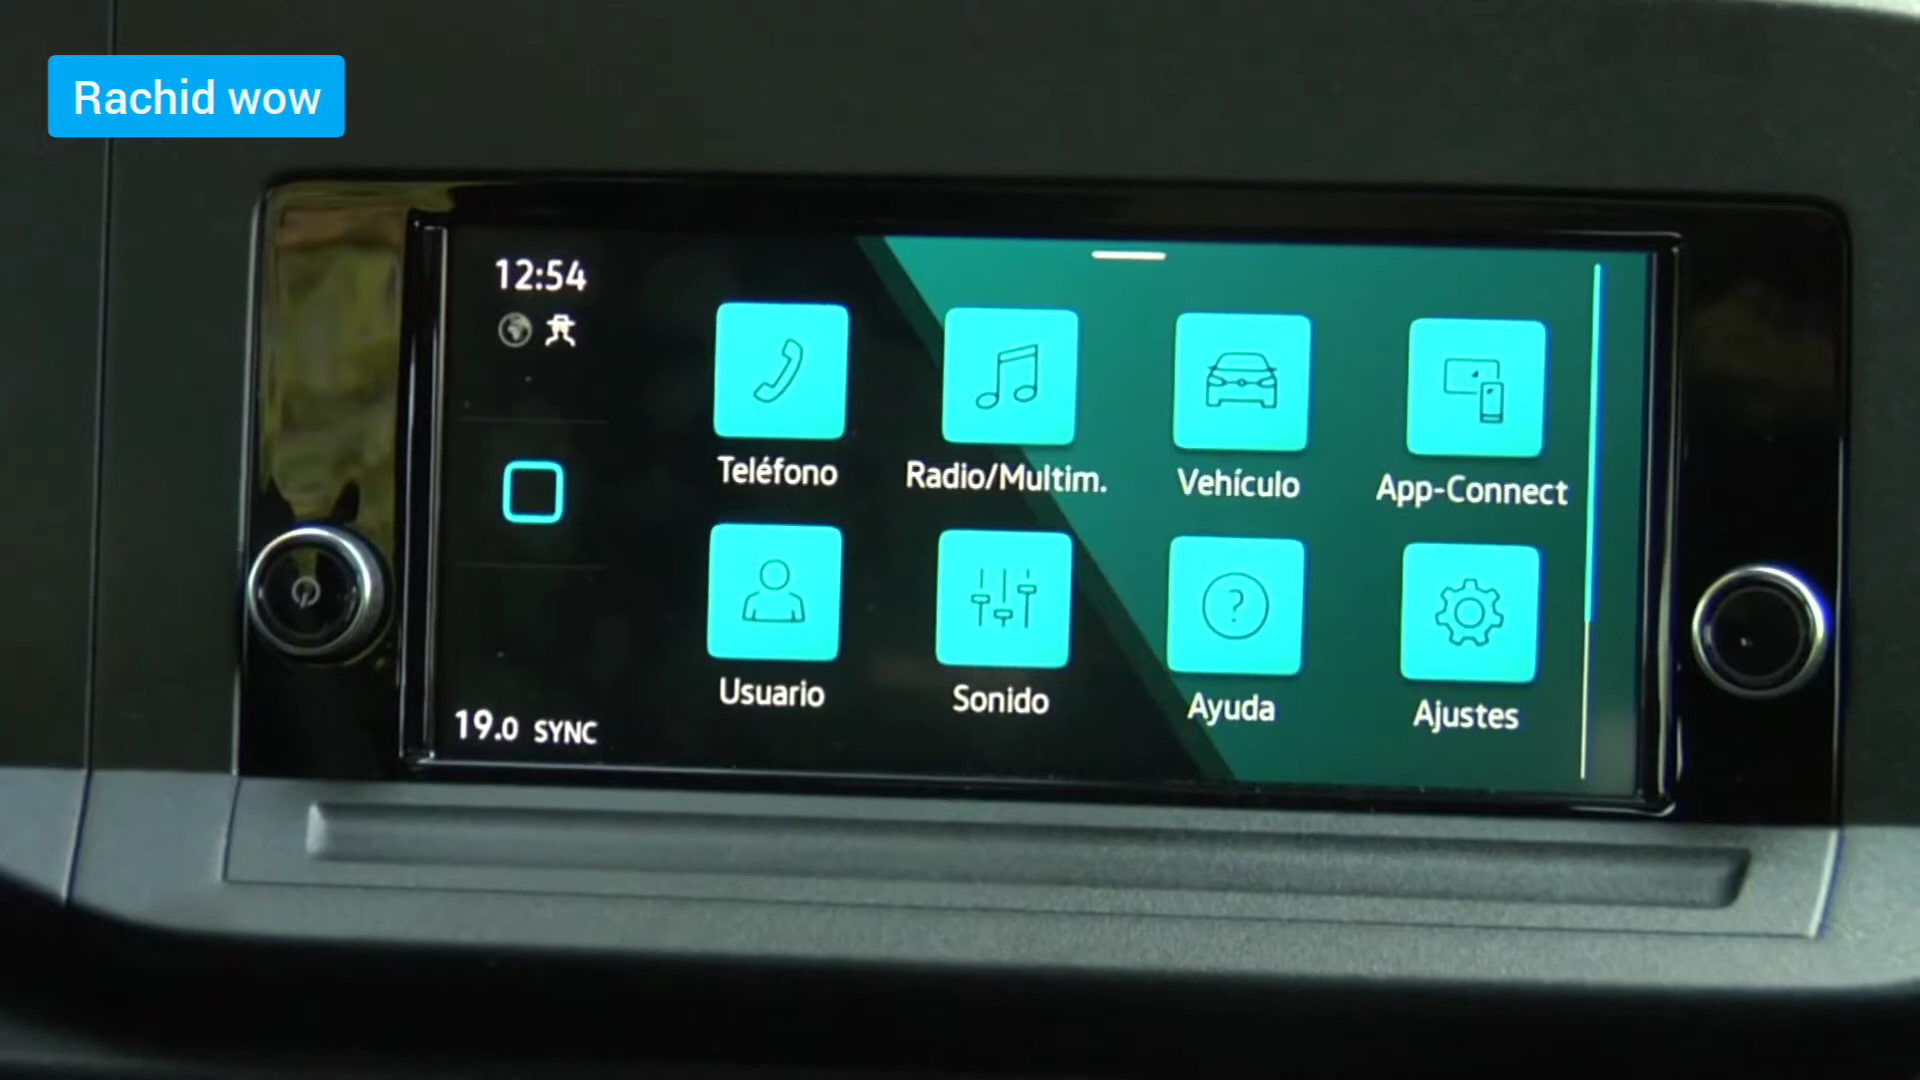 Rachid wow
12:54
Teléfono
Radio/Multim.
Vehículo
App-Connect
?
Usuario
Sonido
Ayuda
Ajustes
19.0 SYNC